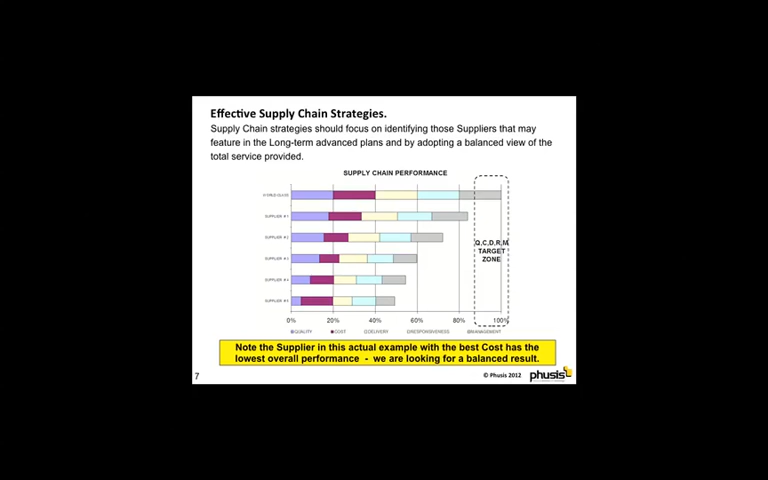 Effective Supply Chain Strategies.
Supply Chain strategies should focus on identifying those Suppliers that may
feature in the Long-term advanced plans and by adopting a balanced view of the
total service provided.
SUPPLY CHAIN PERFORMANCE
WORLD CLASS
SUPPLIER #1
SUPPLIER #2
SUPPLIER #3
SUPPLIER #4
SUPPLIER #5
Q,C,D,R,M
TARGET
ZONE
0% 20% 40% 60% 80% 100%
QUALITY COST DELIVERY RESPONSIVENESS MANAGEMENT
Note the Supplier in this actual example with the best Cost has the
lowest overall performance - we are looking for a balanced result.
7
© Phusis 2012
phusis